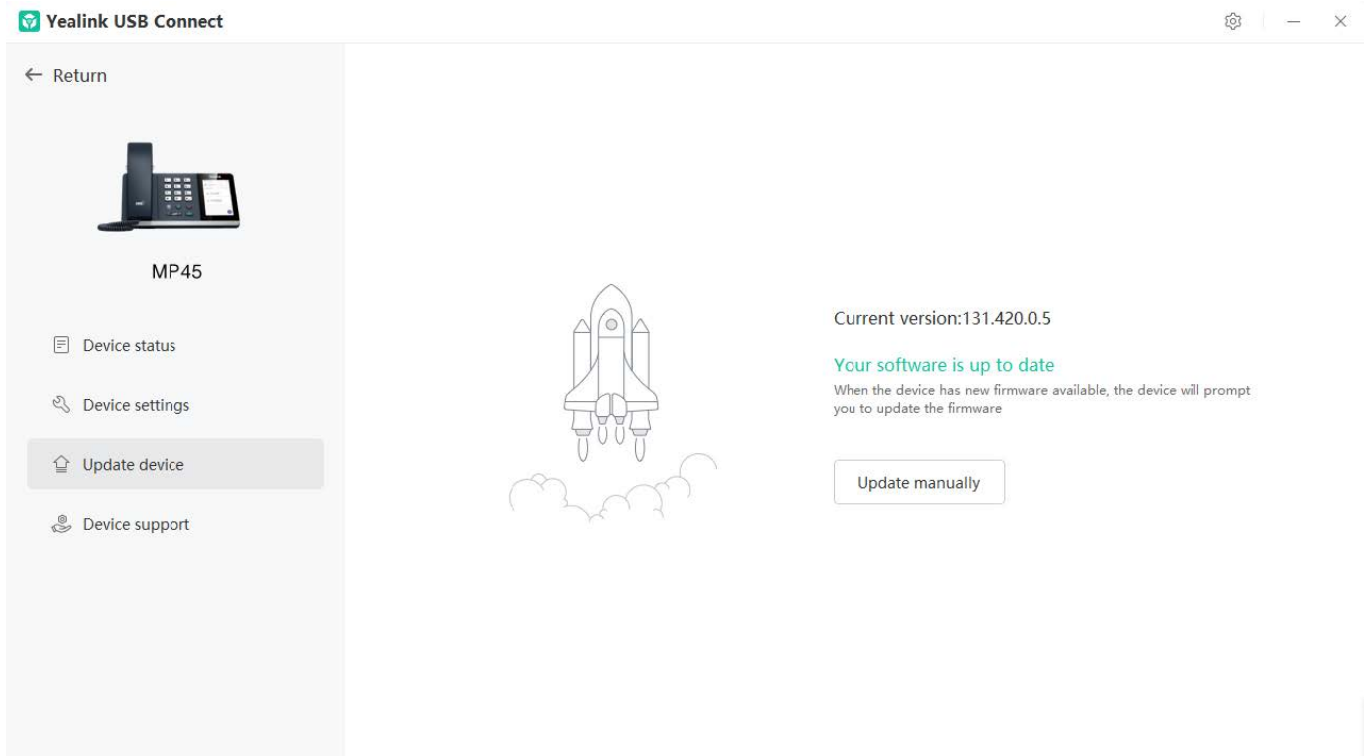 Yealink USB Connect
Return
MP45
Device status
Device settings
Update device
Device support
Current version:131.420.0.5
Your software is up to date
When the device has new firmware available, the device will prompt
you to update the firmware
Update manually